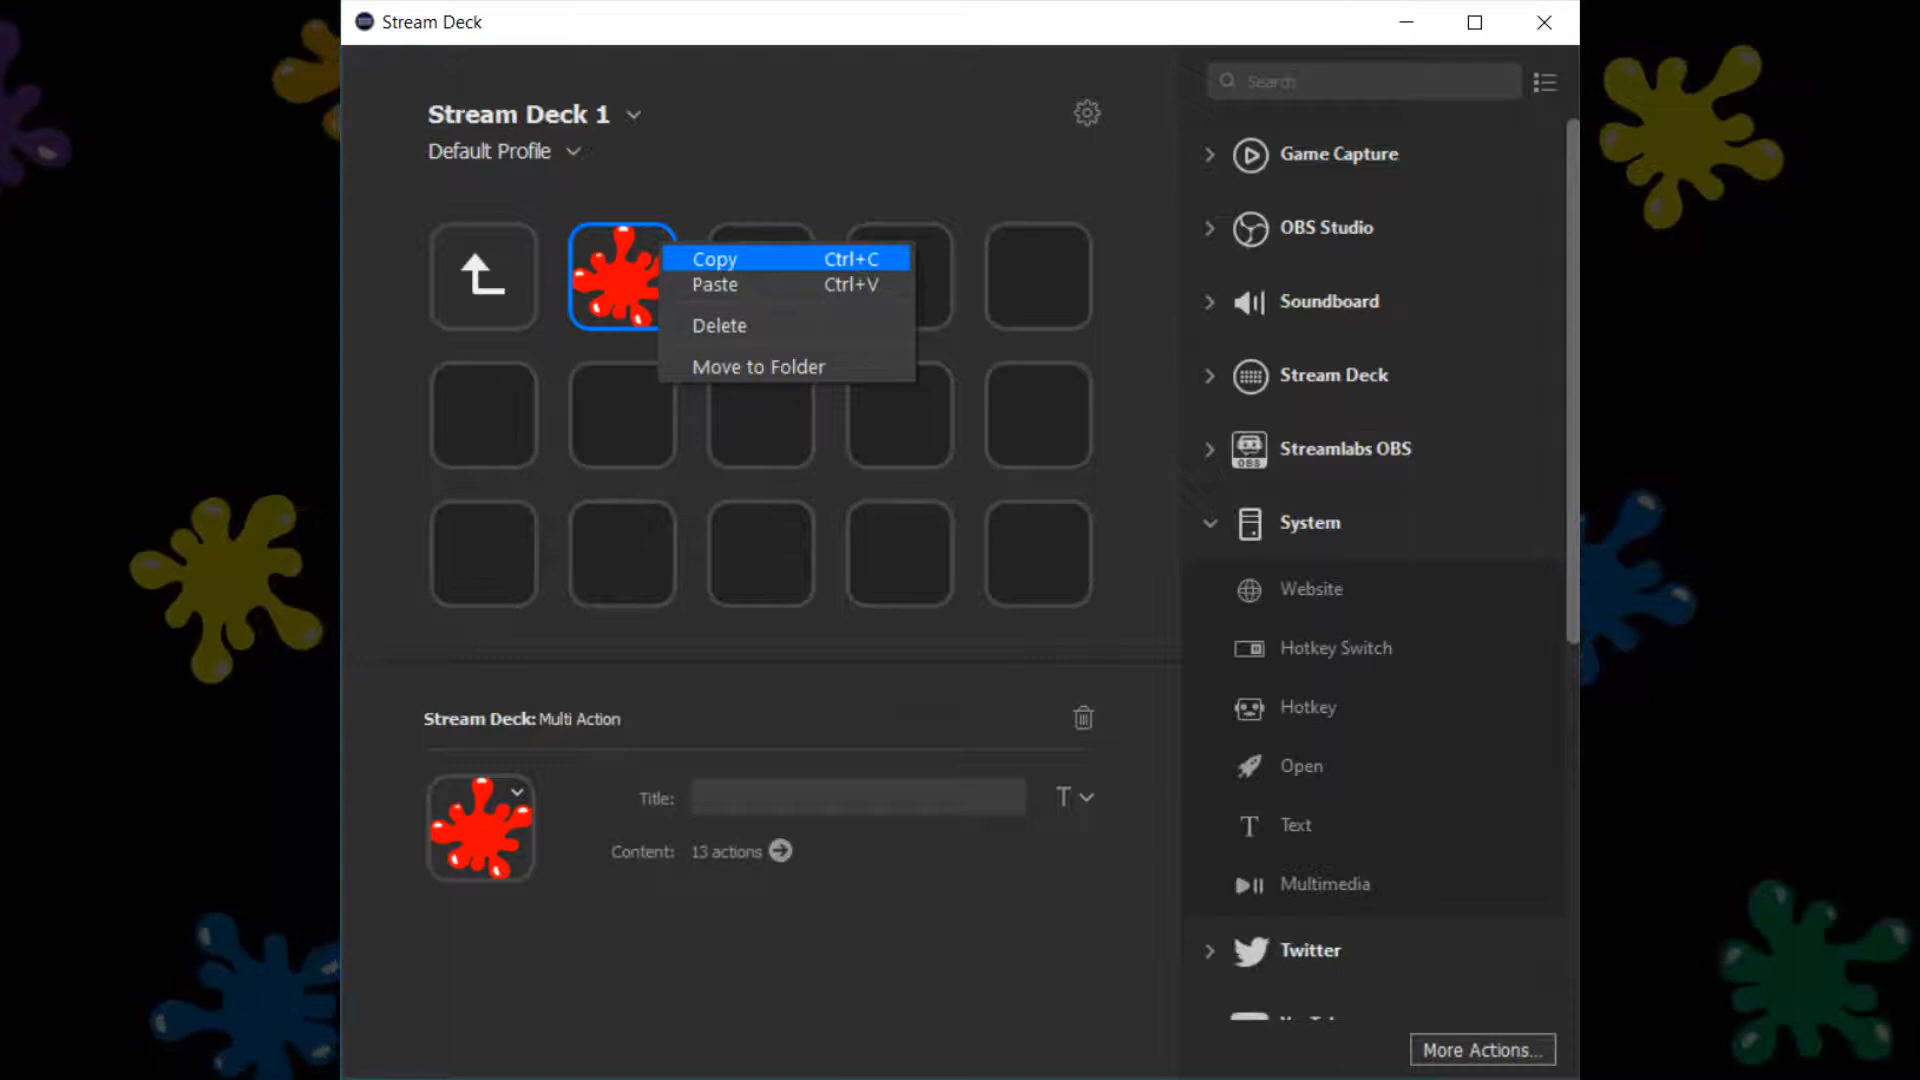 Stream Deck
Search
Stream Deck 1
Default Profile
Game Capture
OBS Studio
Copy Ctrl+C
Paste Ctrl+V
Delete
Move to Folder
Soundboard
Stream Deck
OBS
Streamlabs OBS
System
Website
Hotkey Switch
Hotkey
Open
T Text
Multimedia
Twitter
More Actions...
Stream Deck: Multi Action
Title:
T
Content: 13 actions